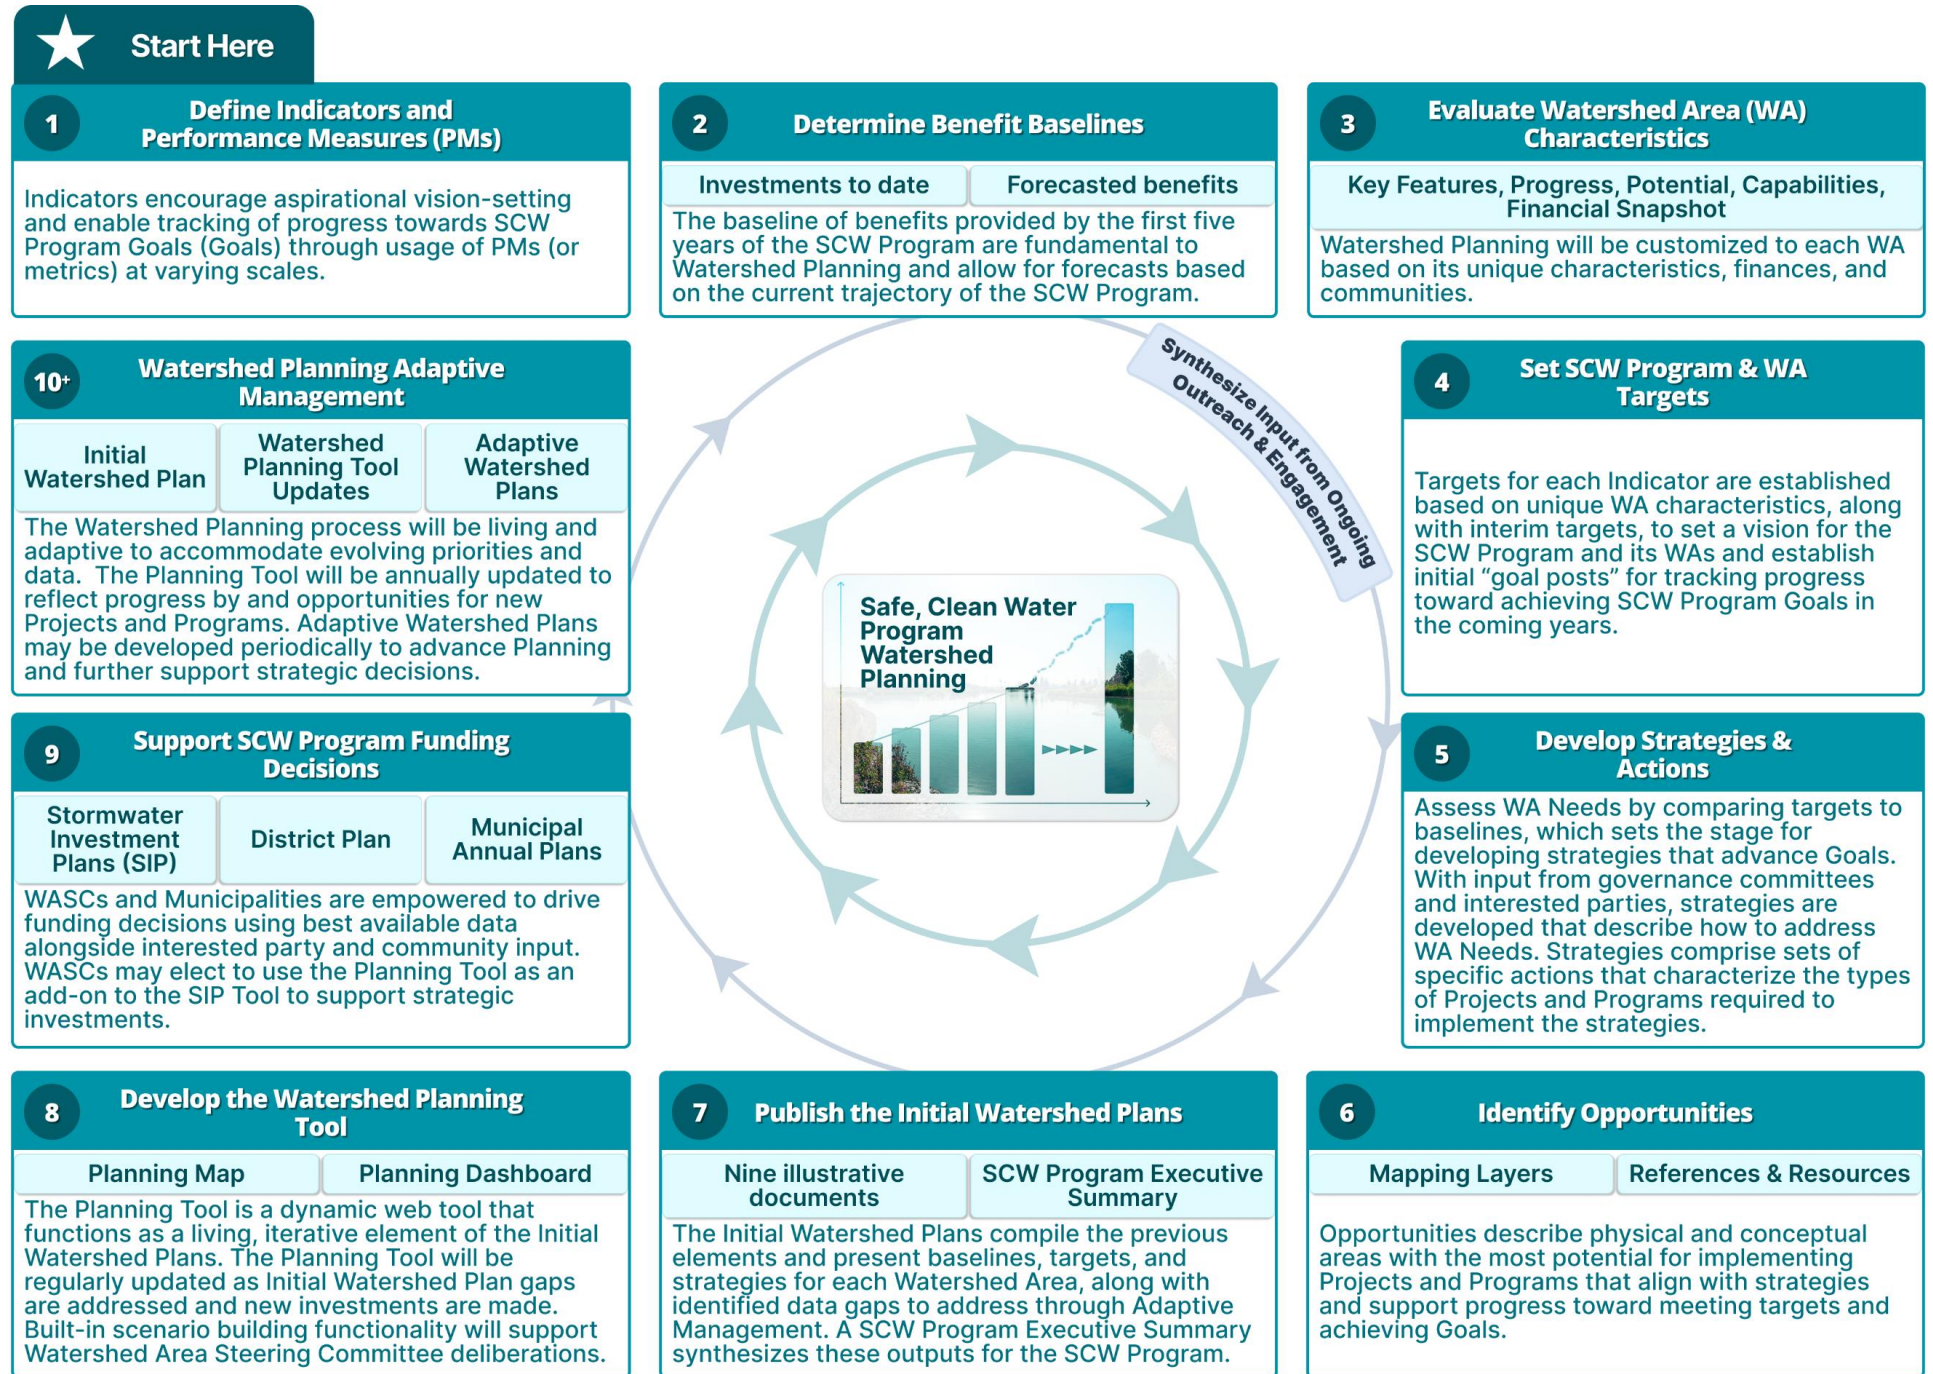 Start Here
1
Define Indicators and
Performance Measures (PMs)
Indicators encourage aspirational vision-setting
and enable tracking of progress towards SCW
Program Goals (Goals) through usage of PMs (or
metrics) at varying scales.
2
Determine Benefit Baselines
Investments to date
Forecasted benefits
The baseline of benefits provided by the first five
years of the SCW Program are fundamental to
Watershed Planning and allow for forecasts based
on the current trajectory of the SCW Program.
3
Evaluate Watershed Area (WA)
Characteristics
Key Features, Progress, Potential, Capabilities,
Financial Snapshot
Watershed Planning will be customized to each WA
based on its unique characteristics, finances, and
communities.
Synthesize Input from Ongoing
Outreach & Engagement
4
Set SCW Program & WA
Targets
Targets for each Indicator are established
based on unique WA characteristics, along
with interim targets, to set a vision for the
SCW Program and its WAs and establish
initial “goal posts” for tracking progress
toward achieving SCW Program Goals in
the coming years.
5
Develop Strategies &
Actions
Assess WA Needs by comparing targets to
baselines, which sets the stage for
developing strategies that advance Goals.
With input from governance committees
and interested parties, strategies are
developed that describe how to address
WA Needs. Strategies comprise sets of
specific actions that characterize the types
of Projects and Programs required to
implement the strategies.
6
Identify Opportunities
Mapping Layers
References & Resources
Opportunities describe physical and conceptual
areas with the most potential for implementing
Projects and Programs that align with strategies
and support progress toward meeting targets and
achieving Goals.
7
Publish the Initial Watershed Plans
Nine illustrative
documents
SCW Program Executive
Summary
The Initial Watershed Plans compile the previous
elements and present baselines, targets, and
strategies for each Watershed Area, along with
identified data gaps to address through Adaptive
Management. A SCW Program Executive Summary
synthesizes these outputs for the SCW Program.
8
Develop the Watershed Planning
Tool
Planning Map
Planning Dashboard
The Planning Tool is a dynamic web tool that
functions as a living, iterative element of the Initial
Watershed Plans. The Planning Tool will be
regularly updated as Initial Watershed Plan gaps
are addressed and new investments are made.
Built-in scenario building functionality will support
Watershed Area Steering Committee deliberations.
9
Support SCW Program Funding
Decisions
Stormwater
Investment
Plans (SIP)
District Plan
Municipal
Annual Plans
WASCs and Municipalities are empowered to drive
funding decisions using best available data
alongside interested party and community input.
WASCs may elect to use the Planning Tool as an
add-on to the SIP Tool to support strategic
investments.
10+
Watershed Planning Adaptive
Management
Initial
Watershed Plan
Watershed
Planning Tool
Updates
Adaptive
Watershed
Plans
The Watershed Planning process will be living and
adaptive to accommodate evolving priorities and
data.  The Planning Tool will be annually updated to
reflect progress by and opportunities for new
Projects and Programs. Adaptive Watershed Plans
may be developed periodically to advance Planning
and further support strategic decisions.
Safe, Clean Water
Program
Watershed
Planning